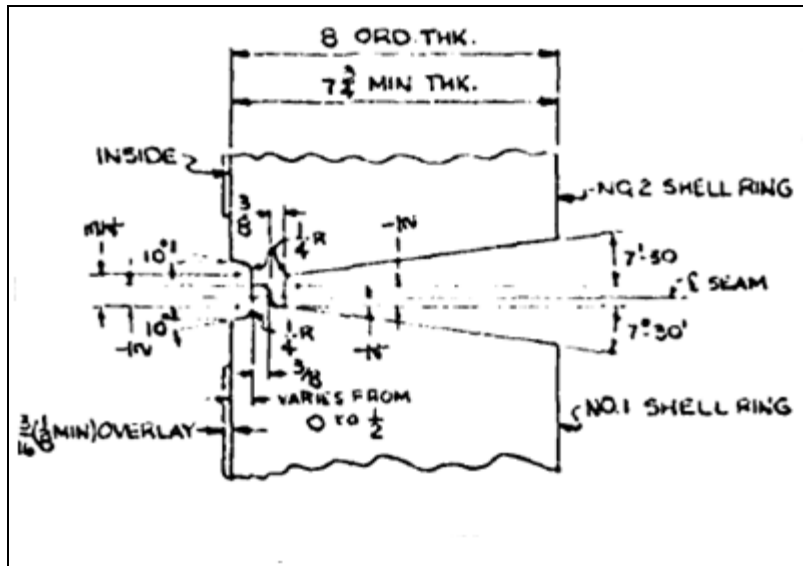 8 ORD. THK.
7 3/4 MIN THK.
INSIDE
NO. 2 SHELL RING
3/8
1/4 R
10°
7°-30'
℄ SEAM
10°
1/4 R
7°-30'
3/8
VARIES FROM
0 TO 1/2
3/16 (1/8 MIN) OVERLAY
NO. 1 SHELL RING